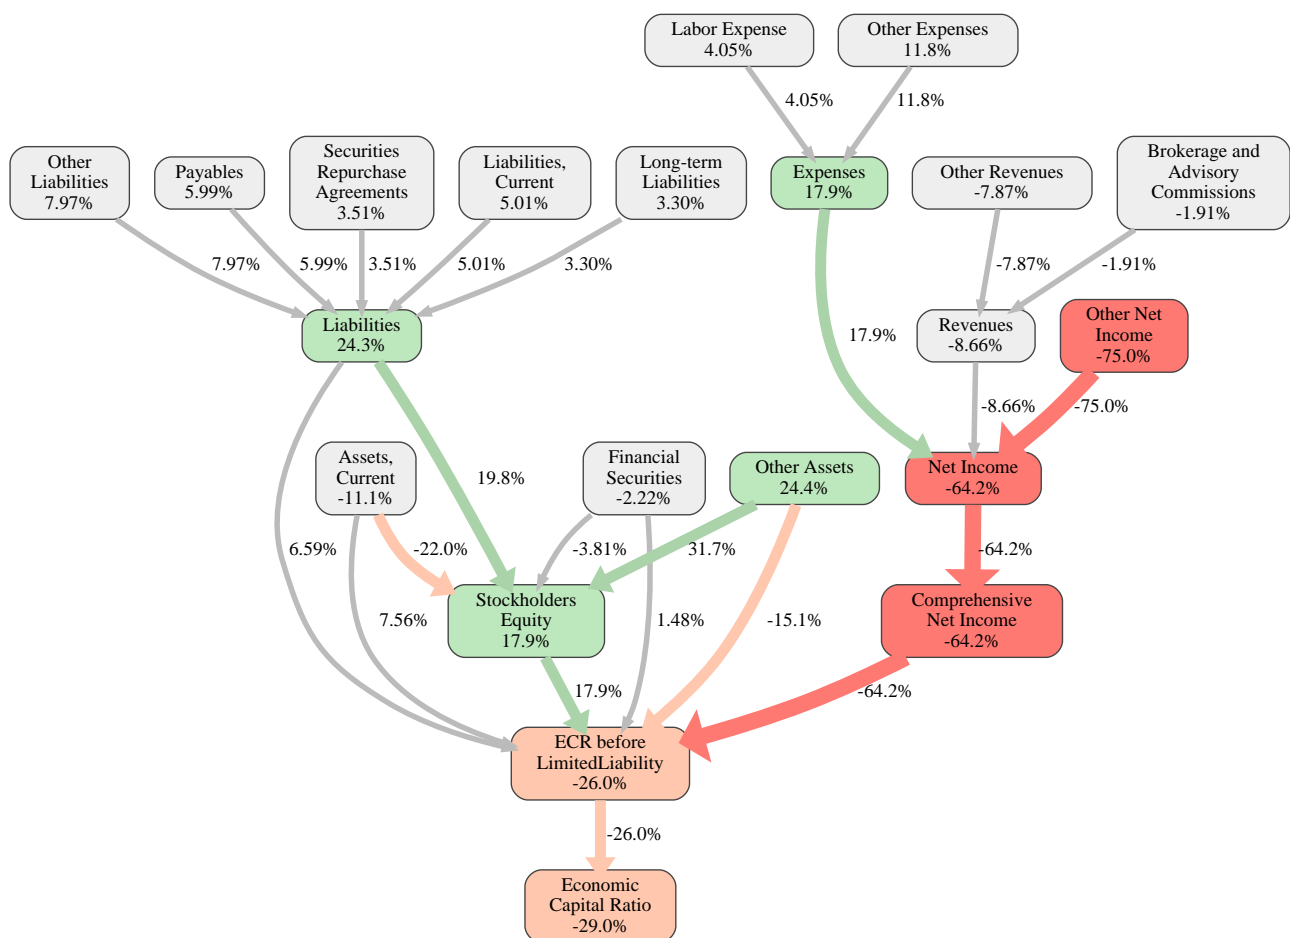 Labor Expense
4.05%
Other Expenses
11.8%
4.05%
11.8%
Other
Liabilities
7.97%
Payables
5.99%
Securities
Repurchase
Agreements
3.51%
Liabilities,
Current
5.01%
Long-term
Liabilities
3.30%
Expenses
17.9%
Other Revenues
-7.87%
Brokerage and
Advisory
Commissions
-1.91%
7.97%
5.99%
3.51%
5.01%
3.30%
-7.87%
-1.91%
Liabilities
24.3%
17.9%
Revenues
-8.66%
Other Net
Income
-75.0%
-8.66%
-75.0%
Assets,
Current
-11.1%
19.8%
Financial
Securities
-2.22%
Other Assets
24.4%
Net Income
-64.2%
6.59%
-22.0%
-3.81%
31.7%
-64.2%
Stockholders
Equity
17.9%
7.56%
1.48%
-15.1%
Comprehensive
Net Income
-64.2%
17.9%
-64.2%
ECR before
LimitedLiability
-26.0%
-26.0%
Economic
Capital Ratio
-29.0%